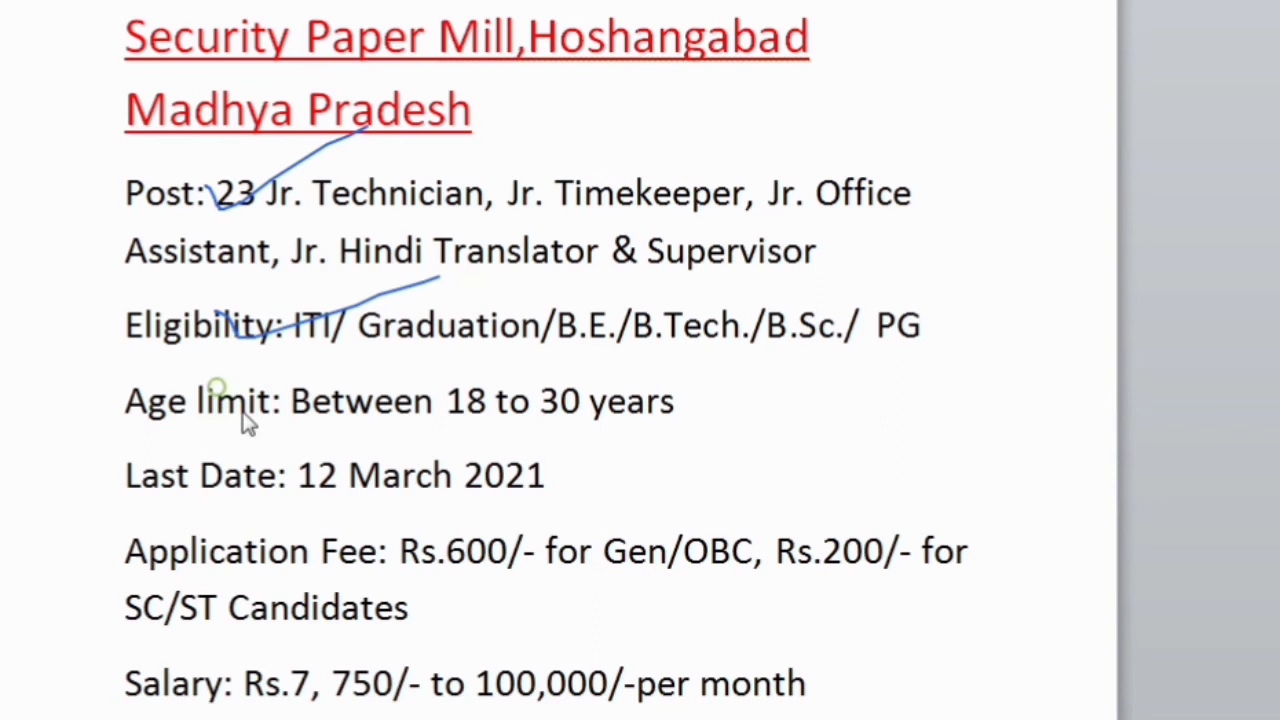 Security Paper Mill,Hoshangabad
Madhya Pradesh
Post: 23 Jr. Technician, Jr. Timekeeper, Jr. Office
Assistant, Jr. Hindi Translator & Supervisor
Eligibility: ITI/ Graduation/B.E./B.Tech./B.Sc./ PG
Age limit: Between 18 to 30 years
Last Date: 12 March 2021
Application Fee: Rs.600/- for Gen/OBC, Rs.200/- for
SC/ST Candidates
Salary: Rs.7, 750/- to 100,000/-per month